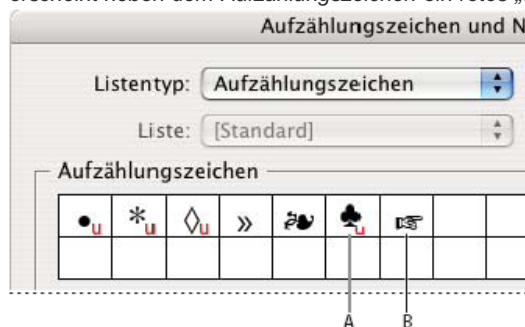 Aufzählungszeichen und N
Listentyp: Aufzählungszeichen
Liste: [Standard]
Aufzählungszeichen
•u *u ◊u » ❧ ♣u ☞
A B